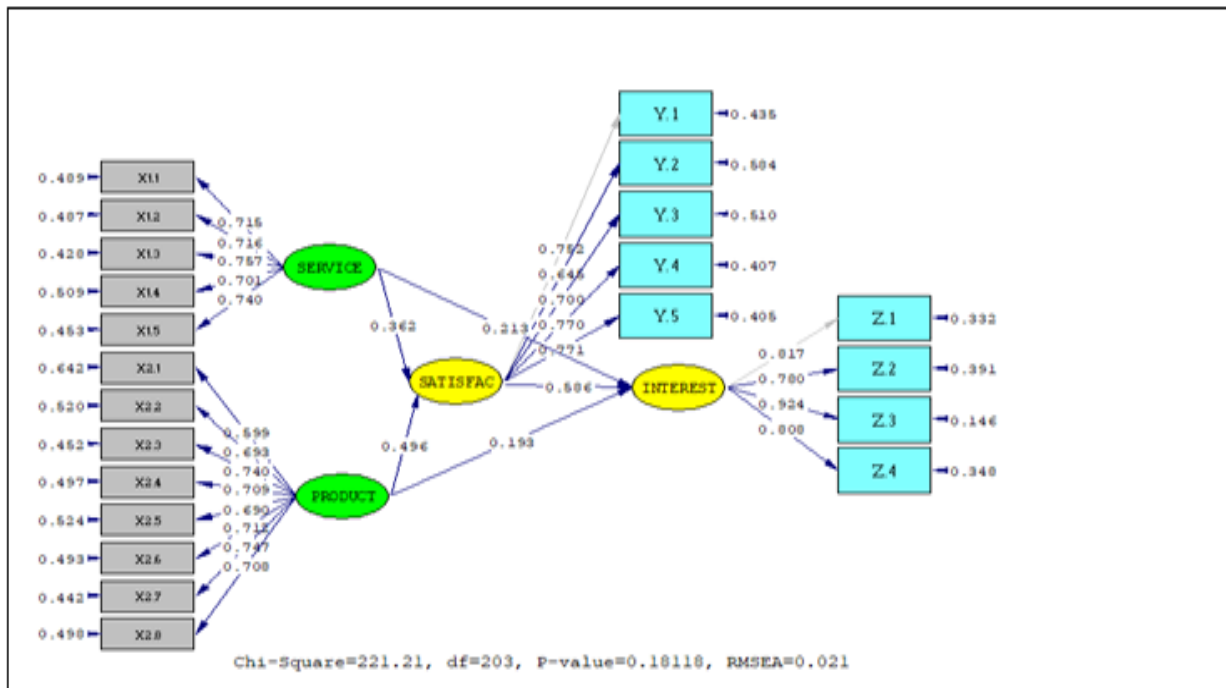 0.489
X1.1
0.487
X1.2
0.428
X1.3
0.509
X1.4
0.453
X1.5
0.642
X2.1
0.520
X2.2
0.452
X2.3
0.497
X2.4
0.524
X2.5
0.493
X2.6
0.442
X2.7
0.498
X2.8
0.715
0.716
0.757
0.701
0.740
0.599
0.693
0.740
0.709
0.690
0.712
0.747
0.708
SERVICE
PRODUCT
0.362
0.496
SATISFAC
0.213
0.586
0.193
0.752
0.645
0.700
0.770
0.771
Y.1
0.435
Y.2
0.584
Y.3
0.510
Y.4
0.407
Y.5
0.405
INTEREST
0.817
0.780
0.924
0.808
Z.1
0.332
Z.2
0.391
Z.3
0.146
Z.4
0.348
Chi-Square=221.21, df=203, P-value=0.18118, RMSEA=0.021